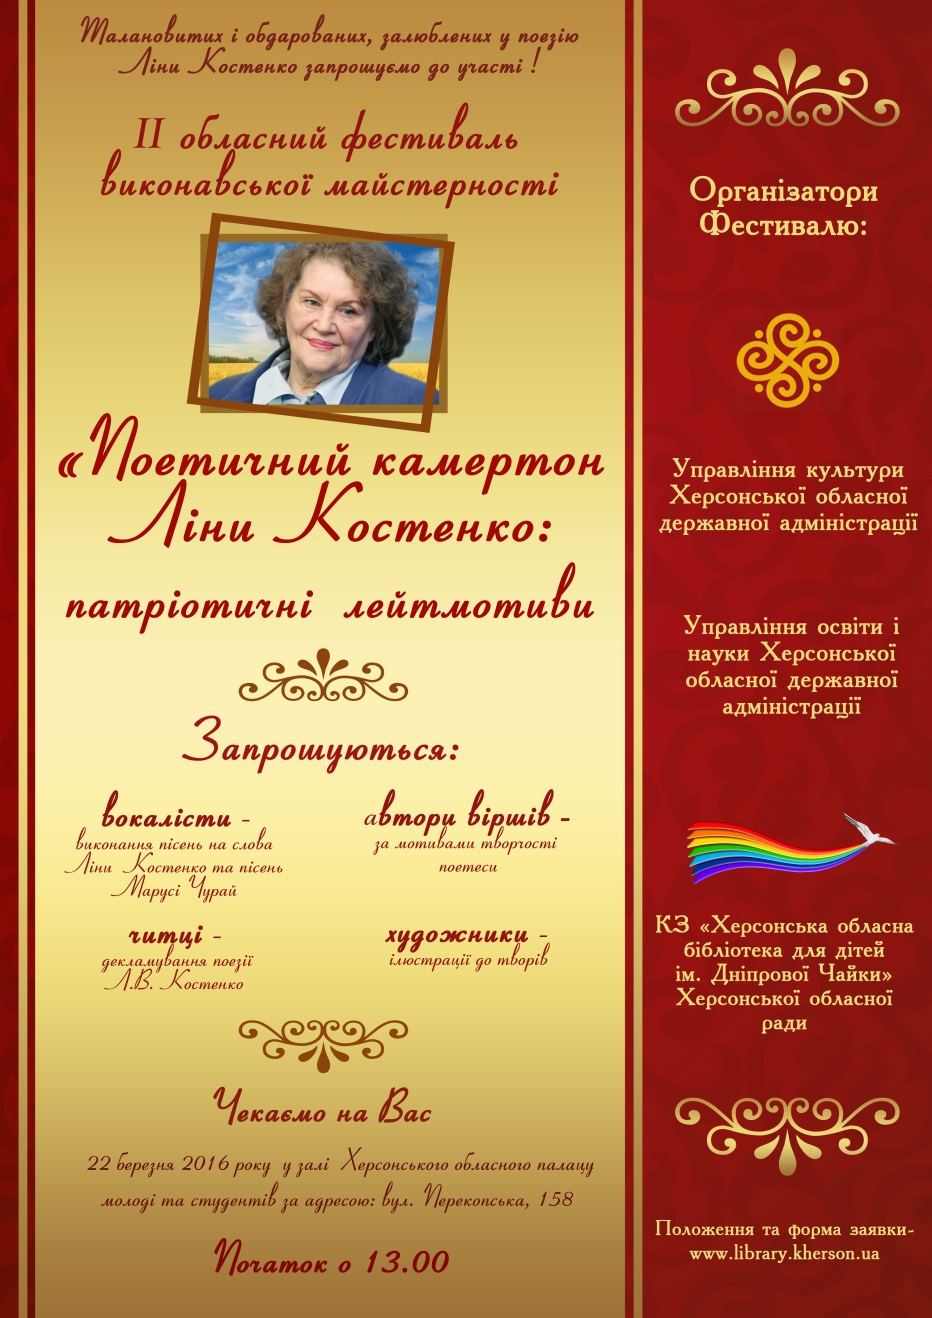 Талановитих і обдарованих, залюблених у поезію
Ліни Костенко запрошуємо до участі !
II обласний фестиваль
виконавської майстерності
«Поетичний камертон
Ліни Костенко:
патріотичні лейтмотиви
Запрошуються:
вокалісти -
виконання пісень на слова
Ліни Костенко та пісень
Марусі Чурай
автори віршів -
за мотивами творчості
поетеси
читці -
декламування поезії
Л.В. Костенко
художники -
ілюстрації до творів
Чекаємо на Вас
22 березня 2016 року у залі Херсонського обласного палацу
молоді та студентів за адресою: вул. Перекопська, 158
Початок о 13.00
Організатори
Фестивалю:
Управління культури
Херсонської обласної
державної адміністрації
Управління освіти і
науки Херсонської
обласної державної
адміністрації
КЗ «Херсонська обласна
бібліотека для дітей
ім. Дніпрової Чайки»
Херсонської обласної
ради
Положення та форма заявки-
www.library.kherson.ua